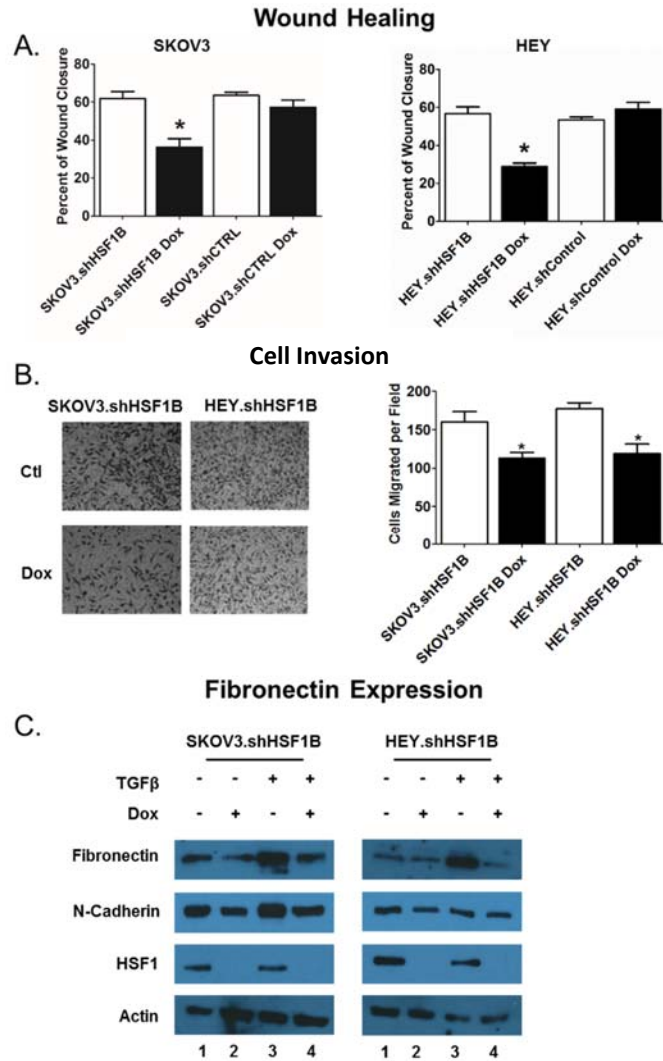 Wound Healing
A.
SKOV3
Percent of Wound Closure
80
60
40
20
0
*
SKOV3.shHSF1B
SKOV3.shHSF1B Dox
SKOV3.shCTRL
SKOV3.shCTRL Dox
HEY
Percent of Wound Closure
80
60
40
20
0
*
HEY.shHSF1B
HEY.shHSF1B Dox
HEY.shControl
HEY.shControl Dox
Cell Invasion
B.
SKOV3.shHSF1B HEY.shHSF1B
Ctl
Dox
Cells Migrated per Field
200
150
100
50
0
* *
SKOV3.shHSF1B
SKOV3.shHSF1B Dox
HEY.shHSF1B
HEY.shHSF1B Dox
Fibronectin Expression
C.
SKOV3.shHSF1B HEY.shHSF1B
TGFβ - - + + - - + +
Dox - + - + - + - +
Fibronectin
N-Cadherin
HSF1
Actin
1 2 3 4 1 2 3 4